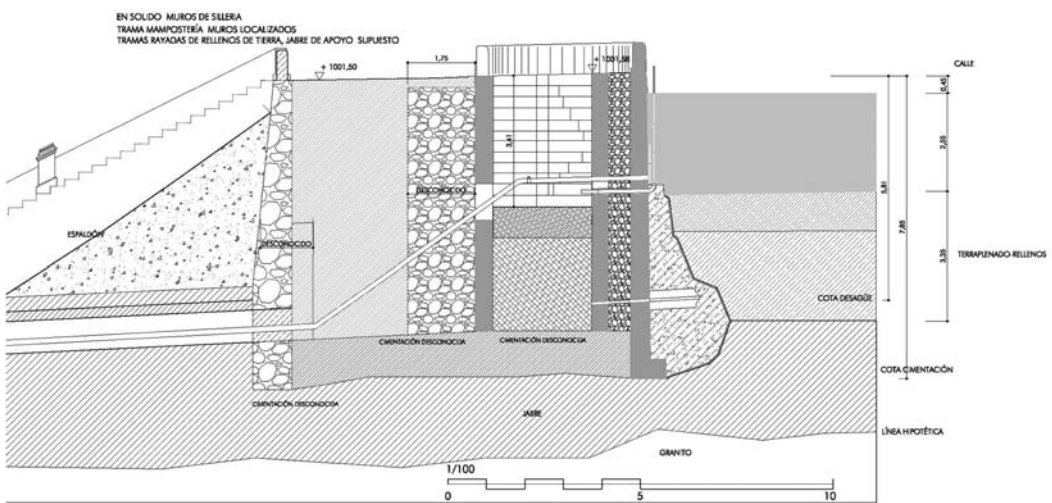 EN SOLIDO MUROS DE SILLERIA
TRAMA MAMPOSTERÍA MUROS LOCALIZADOS
TRAMAS RAYADAS DE RELLENOS DE TIERRA, JABRE DE APOYO SUPUESTO
+ 1001,50
1,75
+ 1001,58
CALLE
0,45
3,41
2,55
5,81
7,85
DESCONOCIDO
ESPALDÓN
DESCONOCIDO
TERRAPLENADO-RELLENOS
3,35
COTA DESAGÜE
CIMENTACIÓN DESCONOCIDA
CIMENTACIÓN DESCONOCIDA
COTA CIMENTACIÓN
CIMENTACIÓN DESCONOCIDA
JABRE
LÍNEA HIPOTÉTICA
GRANITO
1/100
0
5
10